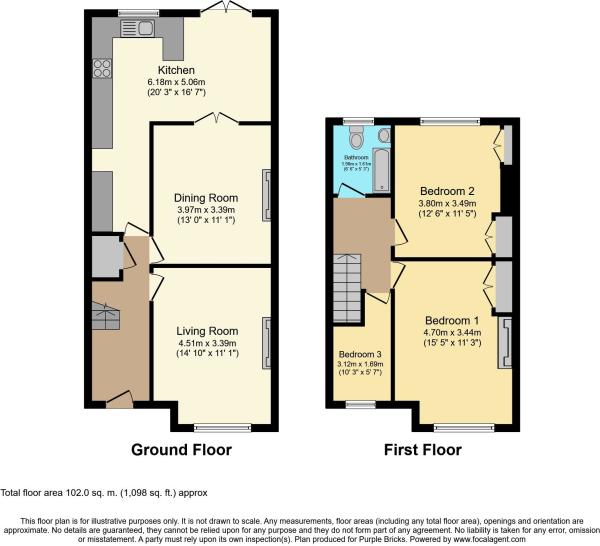 Kitchen
6.18m x 5.06m
(20' 3" x 16' 7")
Dining Room
3.97m x 3.39m
(13' 0" x 11' 1")
Living Room
4.51m x 3.39m
(14' 10" x 11' 1")
Ground Floor
Bathroom
1.98m x 1.61m
(6' 6" x 5' 3")
Bedroom 2
3.80m x 3.49m
(12' 6" x 11' 5")
Bedroom 1
4.70m x 3.44m
(15' 5" x 11' 3")
Bedroom 3
3.12m x 1.69m
(10' 3" x 5' 7")
First Floor
Total floor area 102.0 sq. m. (1,098 sq. ft.) approx
This floor plan is for illustrative purposes only. It is not drawn to scale. Any measurements, floor areas (including any total floor area), openings and orientation are
approximate. No details are guaranteed, they cannot be relied upon for any purpose and they do not form part of any agreement. No liability is taken for any error, omission
or misstatement. A party must rely upon its own inspection(s). Plan produced for Purple Bricks. Powered by www.focalagent.com